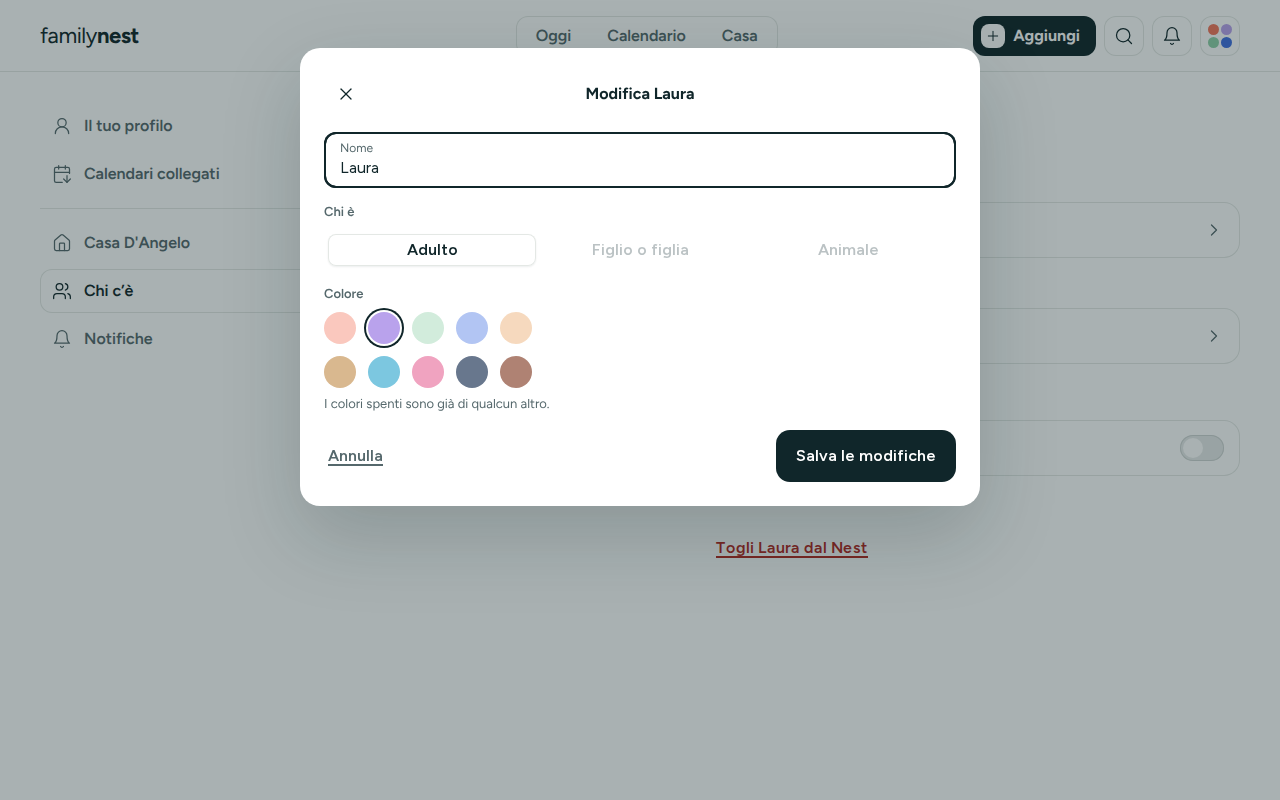 familynest
Oggi Calendario Casa
Aggiungi
Il tuo profilo
Calendari collegati
Casa D'Angelo
Chi c’è
Notifiche
Modifica Laura
Nome
Laura
Chi è
Adulto Figlio o figlia Animale
Colore
I colori spenti sono già di qualcun altro.
Annulla Salva le modifiche
Togli Laura dal Nest